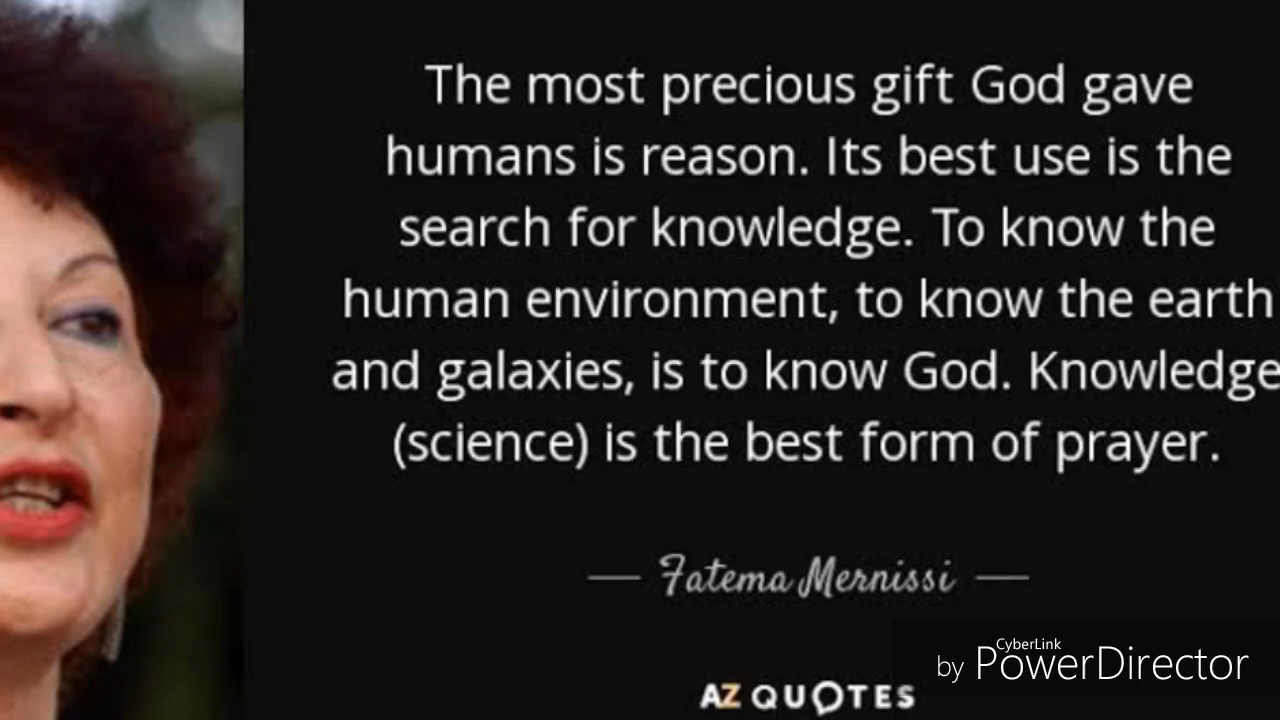 The most precious gift God gave
humans is reason. Its best use is the
search for knowledge. To know the
human environment, to know the earth
and galaxies, is to know God. Knowledge
(science) is the best form of prayer.
— Fatema Mernissi —
CyberLink
by PowerDirector
AZ QUOTES